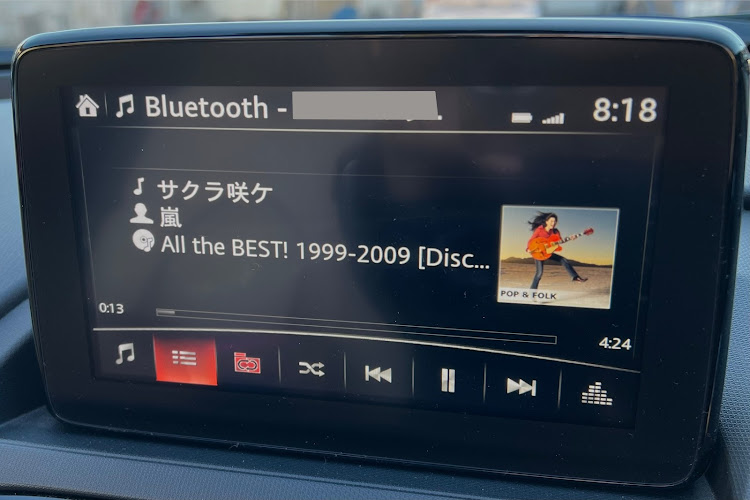 Bluetooth -
8:18
サクラ咲ケ
嵐
All the BEST! 1999-2009 [Disc...
POP & FOLK
0:13
4:24